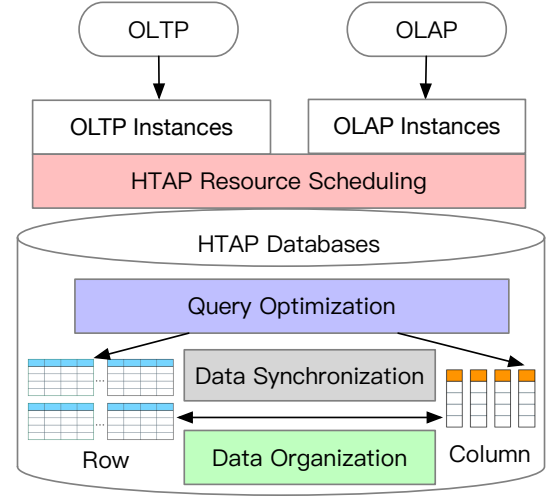 OLTP
OLAP
OLTP Instances
OLAP Instances
HTAP Resource Scheduling
HTAP Databases
Query Optimization
Data Synchronization
... ...
Row
Data Organization
Column